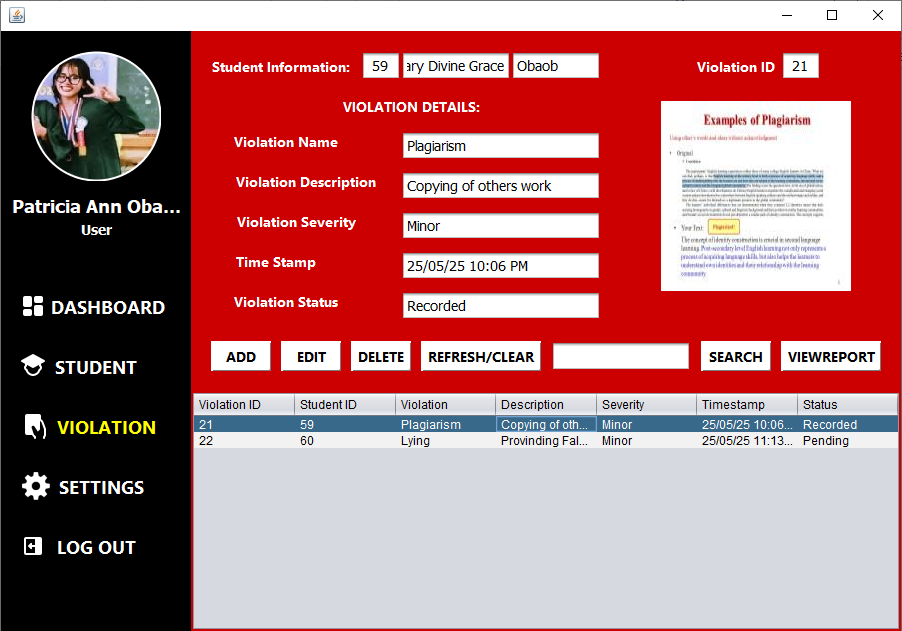 Patricia Ann Oba...
User
DASHBOARD
STUDENT
VIOLATION
SETTINGS
LOG OUT
Student Information: 59 ary Divine Grace Obaob Violation ID 21
VIOLATION DETAILS:
Violation Name Plagiarism
Violation Description Copying of others work
Violation Severity Minor
Time Stamp 25/05/25 10:06 PM
Violation Status Recorded
Examples of Plagiarism
Using other's words and ideas without acknowledgment
Original
Your Text: Plagiarised!
The concept of identity construction is crucial in second language
learning. Post-secondary level English learning not only represents
process of acquiring language skills, but also helps the learners to
understand own identities and their relationship with the learning
community
ADD EDIT DELETE REFRESH/CLEAR SEARCH VIEWREPORT
Violation ID Student ID Violation Description Severity Timestamp Status
21 59 Plagiarism Copying of oth... Minor 25/05/25 10:06... Recorded
22 60 Lying Provinding Fal... Minor 25/05/25 11:13... Pending